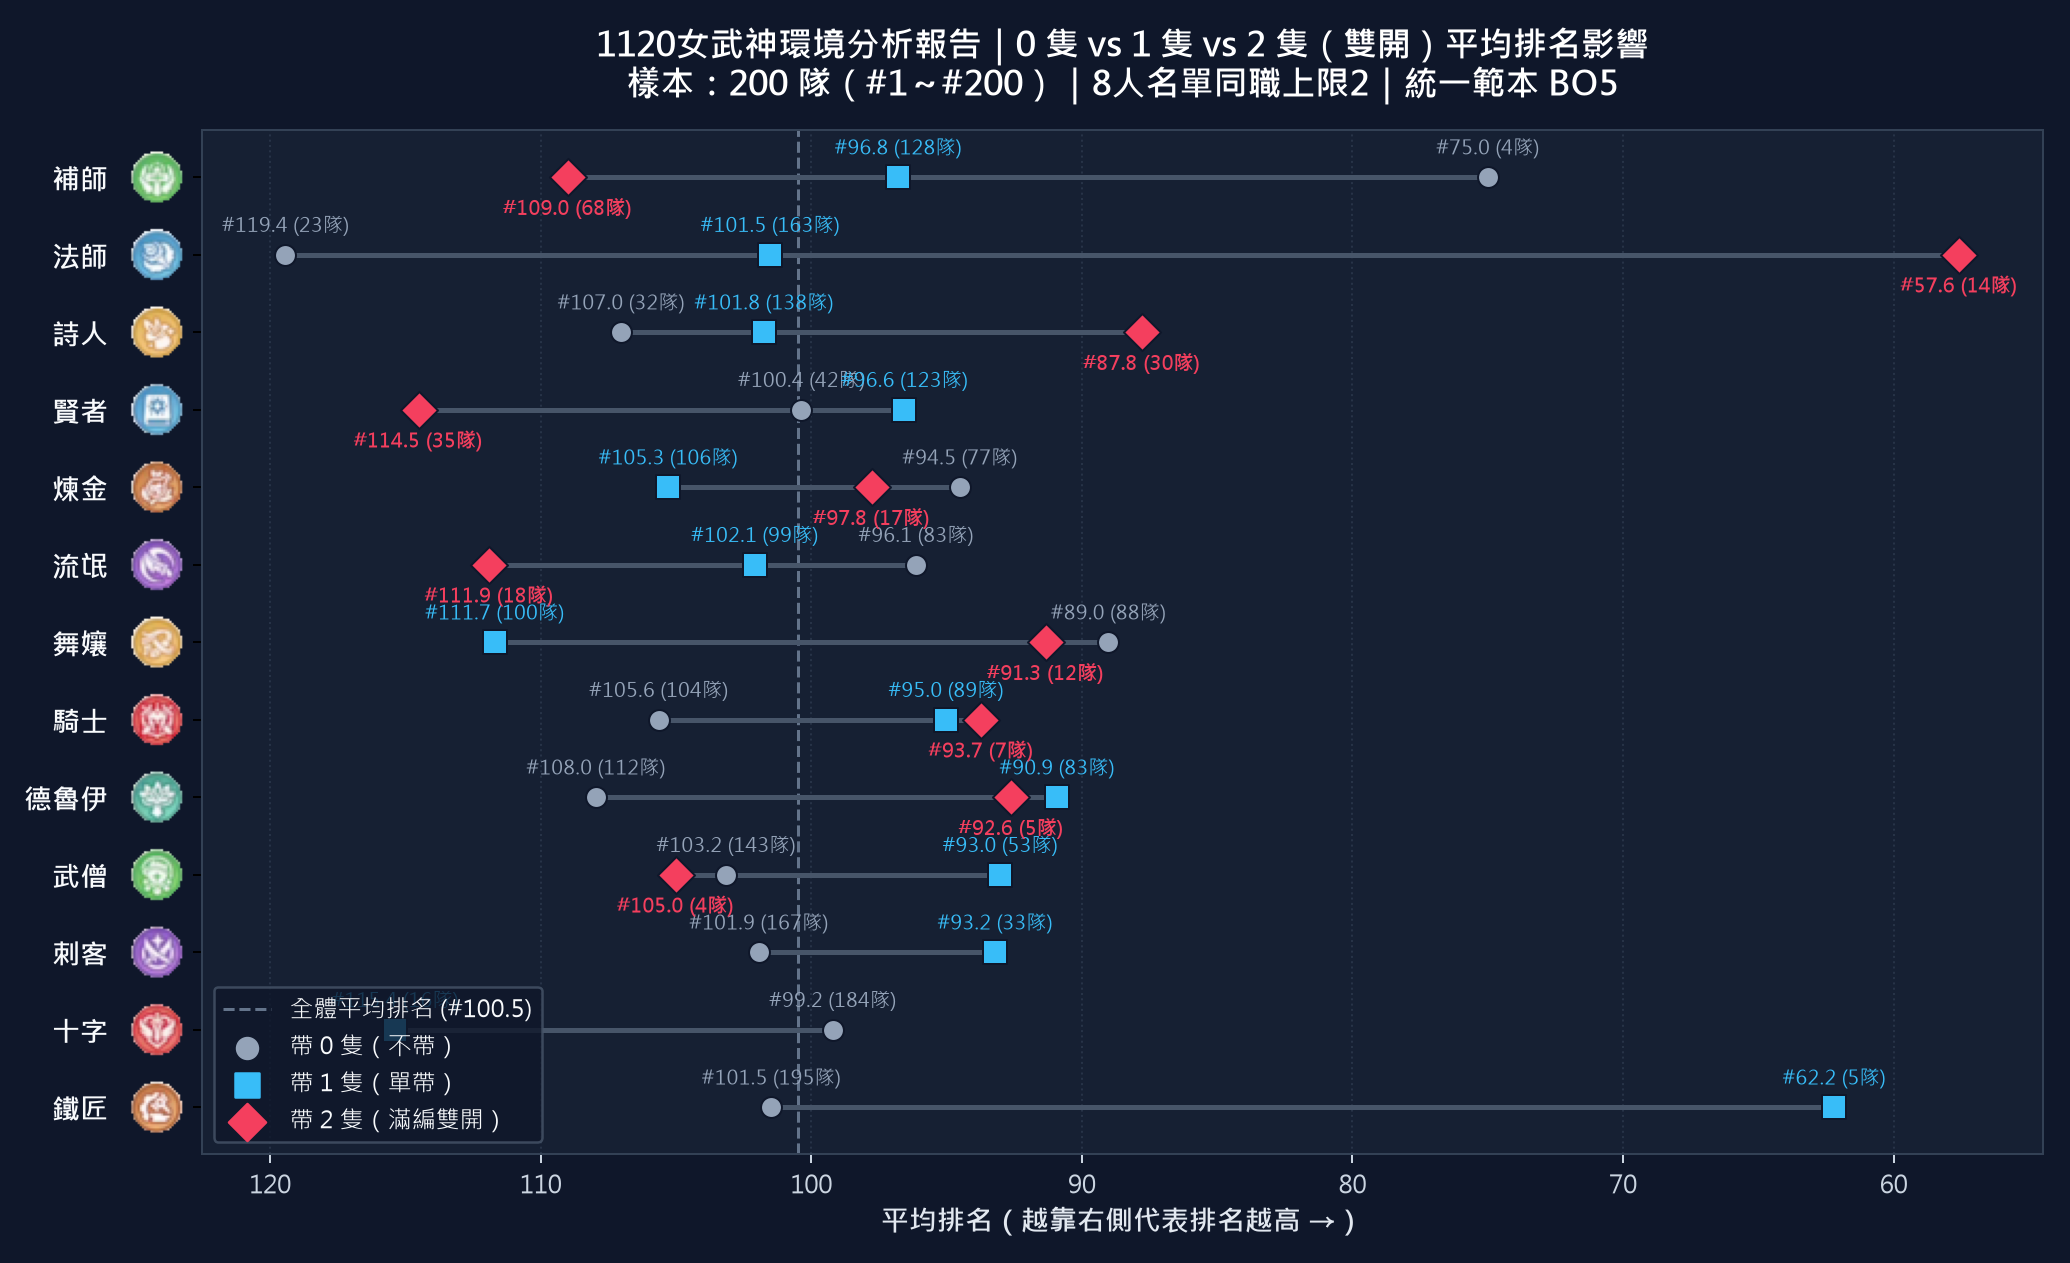 1120女武神環境分析報告 | 0 隻 vs 1 隻 vs 2 隻 ( 雙開 ) 平均排名影響
樣本：200 隊 ( #1～#200 ) | 8人名單同職上限2 | 統一範本 BO5
補師
#109.0 (68隊)
#96.8 (128隊)
#75.0 (4隊)
法師
#119.4 (23隊)
#101.5 (163隊)
#57.6 (14隊)
詩人
#107.0 (32隊)
#101.8 (138隊)
#87.8 (30隊)
賢者
#114.5 (35隊)
#100.4 (42隊)
#96.6 (123隊)
煉金
#105.3 (106隊)
#97.8 (17隊)
#94.5 (77隊)
流氓
#111.9 (18隊)
#102.1 (99隊)
#96.1 (83隊)
舞孃
#111.7 (100隊)
#91.3 (12隊)
#89.0 (88隊)
騎士
#105.6 (104隊)
#95.0 (89隊)
#93.7 (7隊)
德魯伊
#108.0 (112隊)
#92.6 (5隊)
#90.9 (83隊)
武僧
#105.0 (4隊)
#103.2 (143隊)
#93.0 (53隊)
刺客
#101.9 (167隊)
#93.2 (33隊)
十字
#99.2 (184隊)
鐵匠
#101.5 (195隊)
#62.2 (5隊)
全體平均排名 (#100.5)
帶 0 隻 ( 不帶 )
帶 1 隻 ( 單帶 )
帶 2 隻 ( 滿編雙開 )
120
110
100
90
80
70
60
平均排名 ( 越靠右側代表排名越高 → )